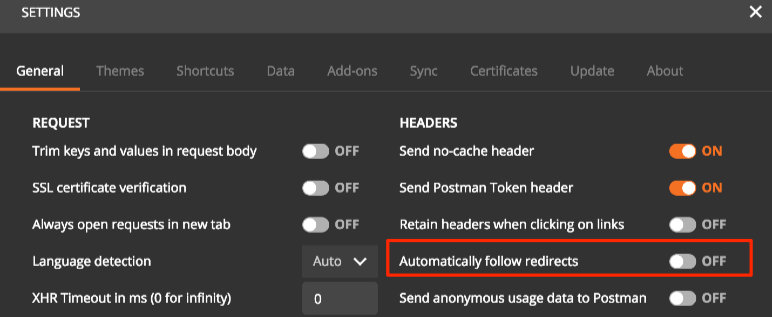 SETTINGS
General Themes Shortcuts Data Add-ons Sync Certificates Update About
REQUEST HEADERS
Trim keys and values in request body OFF Send no-cache header ON
SSL certificate verification OFF Send Postman Token header ON
Always open requests in new tab OFF Retain headers when clicking on links OFF
Language detection Auto Automatically follow redirects OFF
XHR Timeout in ms (0 for infinity) 0 Send anonymous usage data to Postman OFF